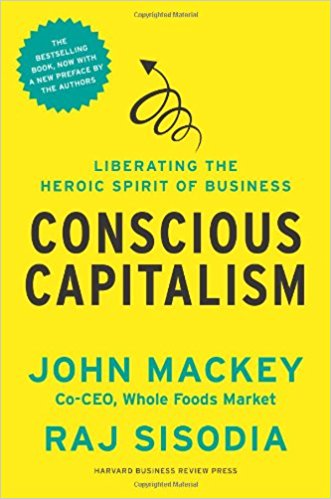 THE
BESTSELLING
BOOK, NOW WITH
A NEW PREFACE BY
THE AUTHORS
LIBERATING THE
HEROIC SPIRIT OF BUSINESS
CONSCIOUS
CAPITALISM
JOHN MACKEY
Co-CEO, Whole Foods Market
RAJ SISODIA
HARVARD BUSINESS REVIEW PRESS